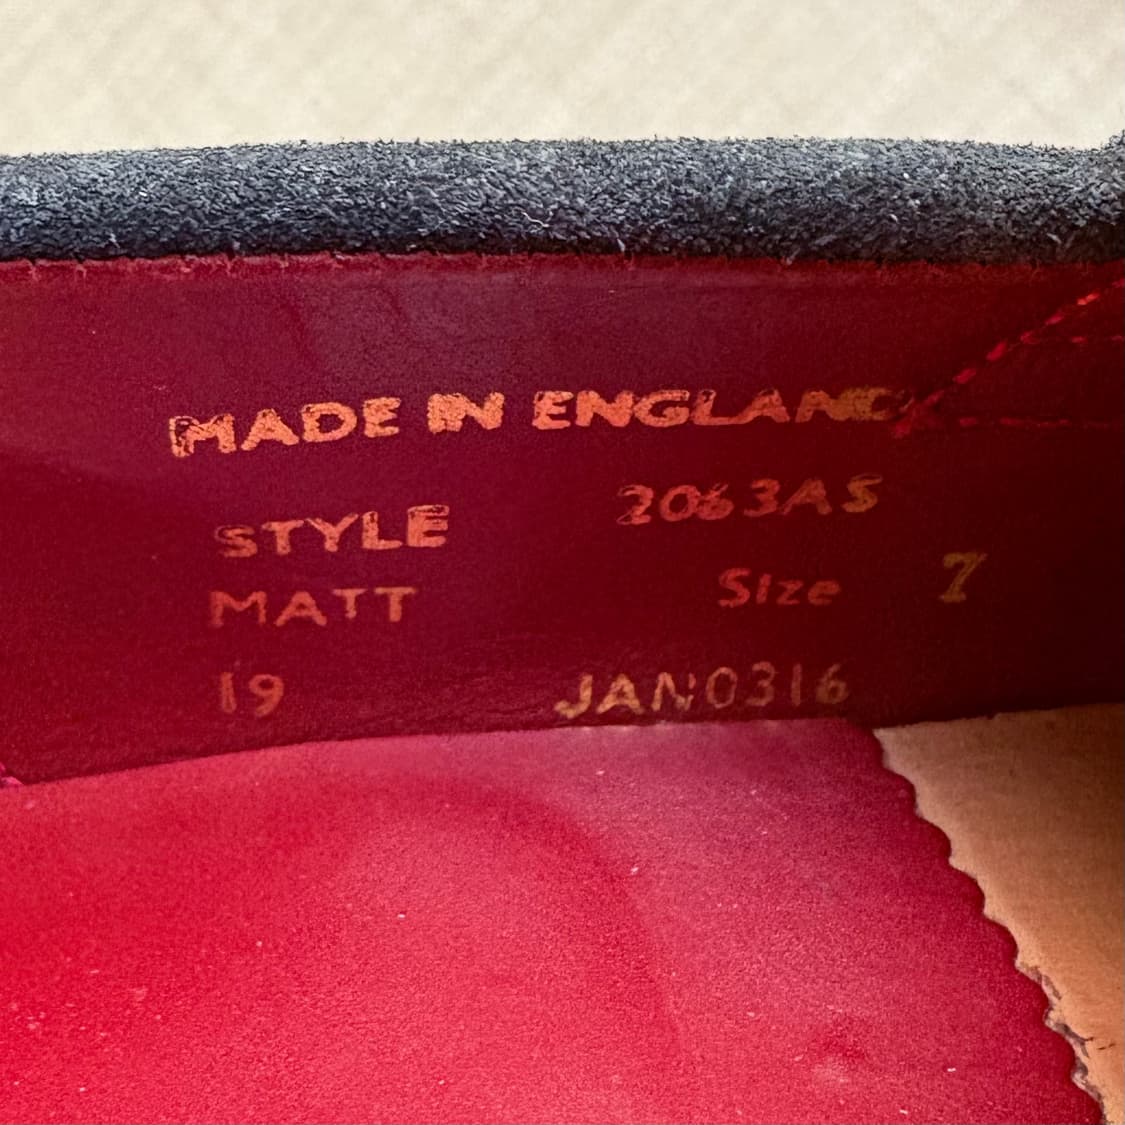 MADE IN ENGLAND
STYLE 2063AS
MATT Size 7
19 JAN0316